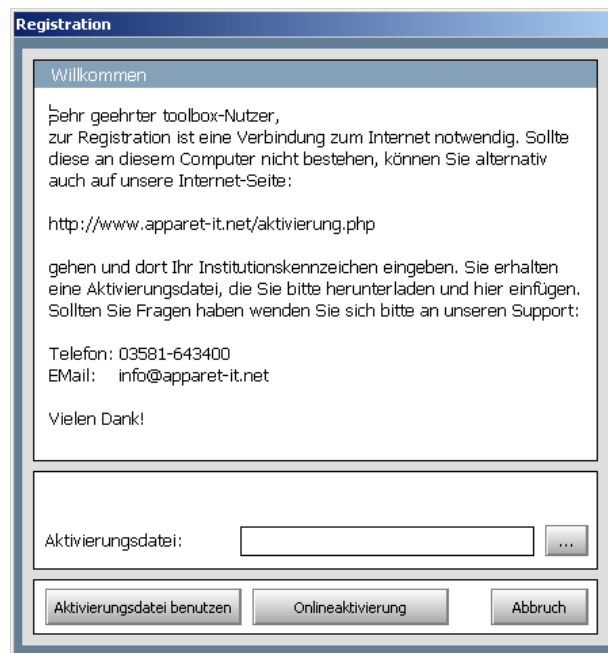 Registration
Willkommen
Sehr geehrter toolbox-Nutzer,
zur Registration ist eine Verbindung zum Internet notwendig. Sollte
diese an diesem Computer nicht bestehen, können Sie alternativ
auch auf unsere Internet-Seite:
http://www.apparet-it.net/aktivierung.php
gehen und dort Ihr Institutionskennzeichen eingeben. Sie erhalten
eine Aktivierungsdatei, die Sie bitte herunterladen und hier einfügen.
Sollten Sie Fragen haben wenden Sie sich bitte an unseren Support:
Telefon: 03581-643400
EMail: info@apparet-it.net
Vielen Dank!
Aktivierungsdatei:
...
Aktivierungsdatei benutzen
Onlineaktivierung
Abbruch